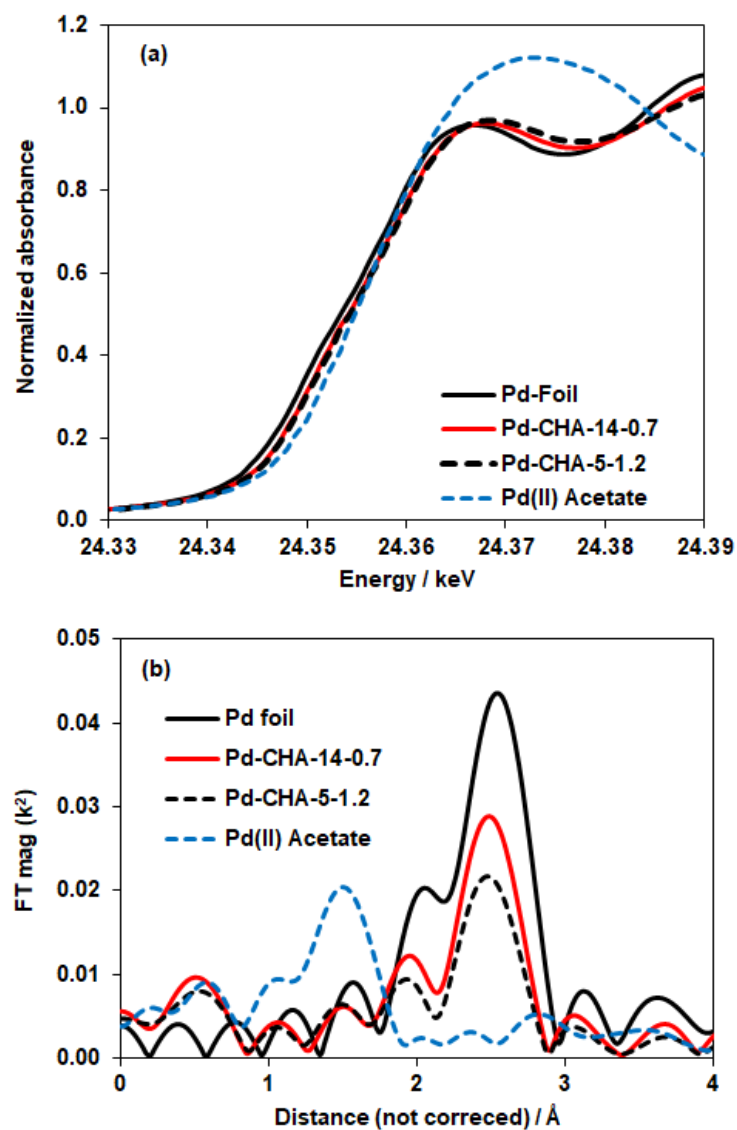 1.2
(a)
1.0
0.8
0.6
0.4
0.2
0.0
Normalized absorbance
Pd-Foil
Pd-CHA-14-0.7
Pd-CHA-5-1.2
Pd(II) Acetate
24.33 24.34 24.35 24.36 24.37 24.38 24.39
Energy / keV
0.05
(b)
0.04
0.03
0.02
0.01
0.00
FT mag (k²)
Pd foil
Pd-CHA-14-0.7
Pd-CHA-5-1.2
Pd(II) Acetate
0 1 2 3 4
Distance (not correced) / Å